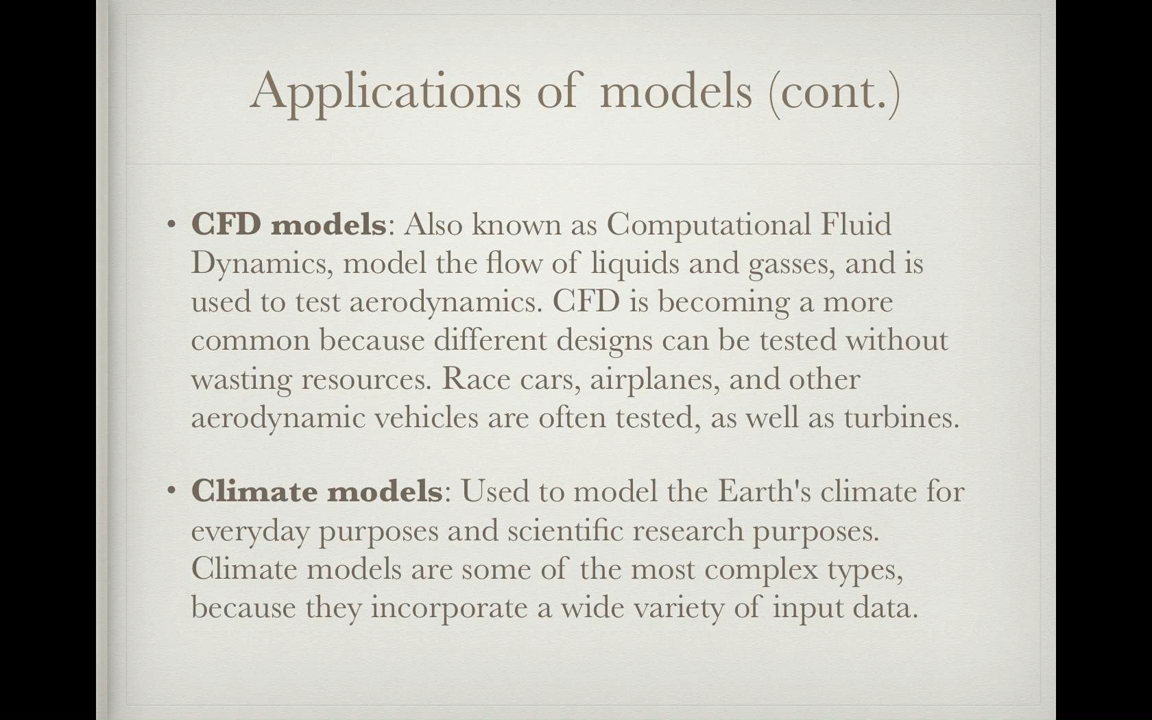 Applications of models (cont.)
• CFD models: Also known as Computational Fluid
Dynamics, model the flow of liquids and gasses, and is
used to test aerodynamics. CFD is becoming a more
common because different designs can be tested without
wasting resources. Race cars, airplanes, and other
aerodynamic vehicles are often tested, as well as turbines.
• Climate models: Used to model the Earth's climate for
everyday purposes and scientific research purposes.
Climate models are some of the most complex types,
because they incorporate a wide variety of input data.